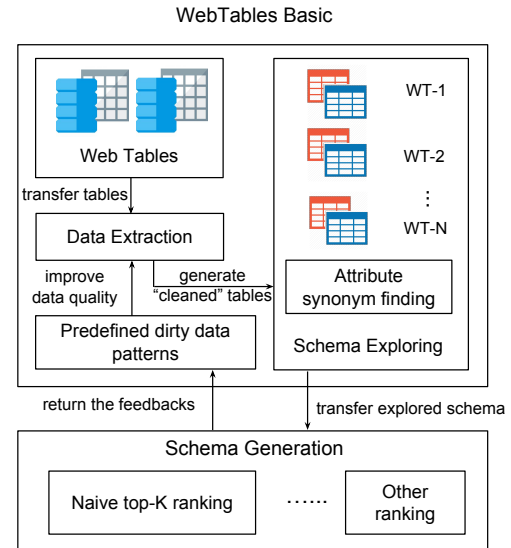 WebTables Basic
Web Tables
transfer tables
Data Extraction
improve
data quality
generate
“cleaned” tables
Predefined dirty data
patterns
WT-1
WT-2
⋮
WT-N
Attribute
synonym finding
Schema Exploring
return the feedbacks
transfer explored schema
Schema Generation
Naive top-K ranking
…...
Other
ranking